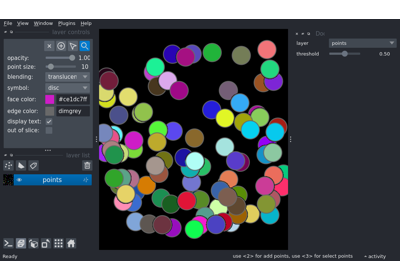 File View Window Plugins Help
layer controls
opacity: 1.00
point size: 10
blending: translucen
symbol: disc
face color: #ce1dc7ff
edge color: dimgrey
display text:
out of slice:
layer list
points
Do
layer points
threshold 0.50
Ready
use <2> for add points, use <3> for select points
activity